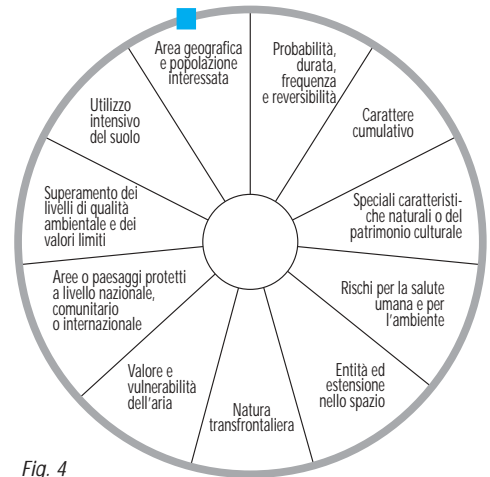 Area geografica
e popolazione
interessata
Probabilità,
durata,
frequenza
e reversibilità
Carattere
cumulativo
Speciali caratteristi-
che naturali o del
patrimonio culturale
Rischi per la salute
umana e per
l'ambiente
Entità ed
estensione
nello spazio
Natura
transfrontaliera
Valore e
vulnerabilità
dell'aria
Aree o paesaggi protetti
a livello nazionale,
comunitario
o internazionale
Superamento dei
livelli di qualità
ambientale e dei
valori limiti
Utilizzo
intensivo
del suolo
Fig. 4